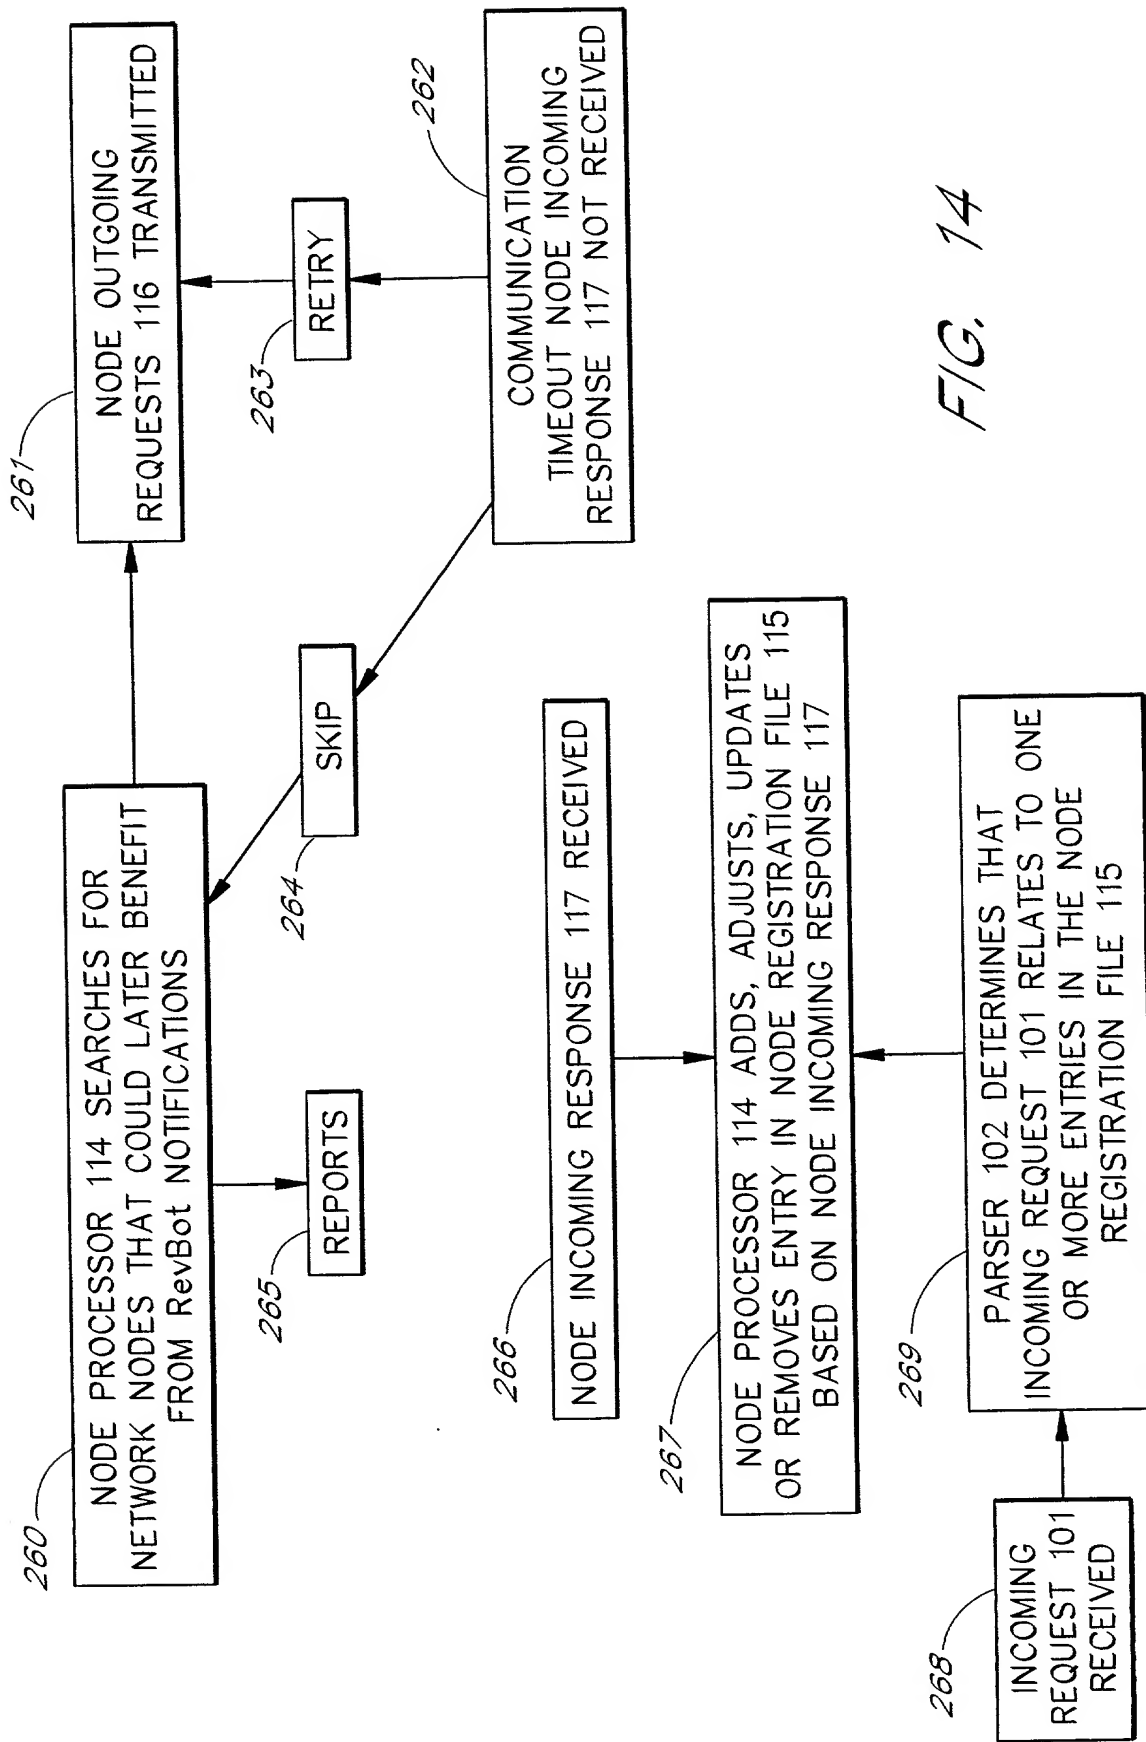 260
NODE PROCESSOR 114 SEARCHES FOR
NETWORK NODES THAT COULD LATER BENEFIT
FROM RevBot NOTIFICATIONS
261
NODE OUTGOING
REQUESTS 116 TRANSMITTED
265
REPORTS
264
SKIP
263
RETRY
262
COMMUNICATION
TIMEOUT NODE INCOMING
RESPONSE 117 NOT RECEIVED
266
NODE INCOMING RESPONSE 117 RECEIVED
267
NODE PROCESSOR 114 ADDS, ADJUSTS, UPDATES
OR REMOVES ENTRY IN NODE REGISTRATION FILE 115
BASED ON NODE INCOMING RESPONSE 117
268
INCOMING
REQUEST 101
RECEIVED
269
PARSER 102 DETERMINES THAT
INCOMING REQUEST 101 RELATES TO ONE
OR MORE ENTRIES IN THE NODE
REGISTRATION FILE 115
FIG. 14